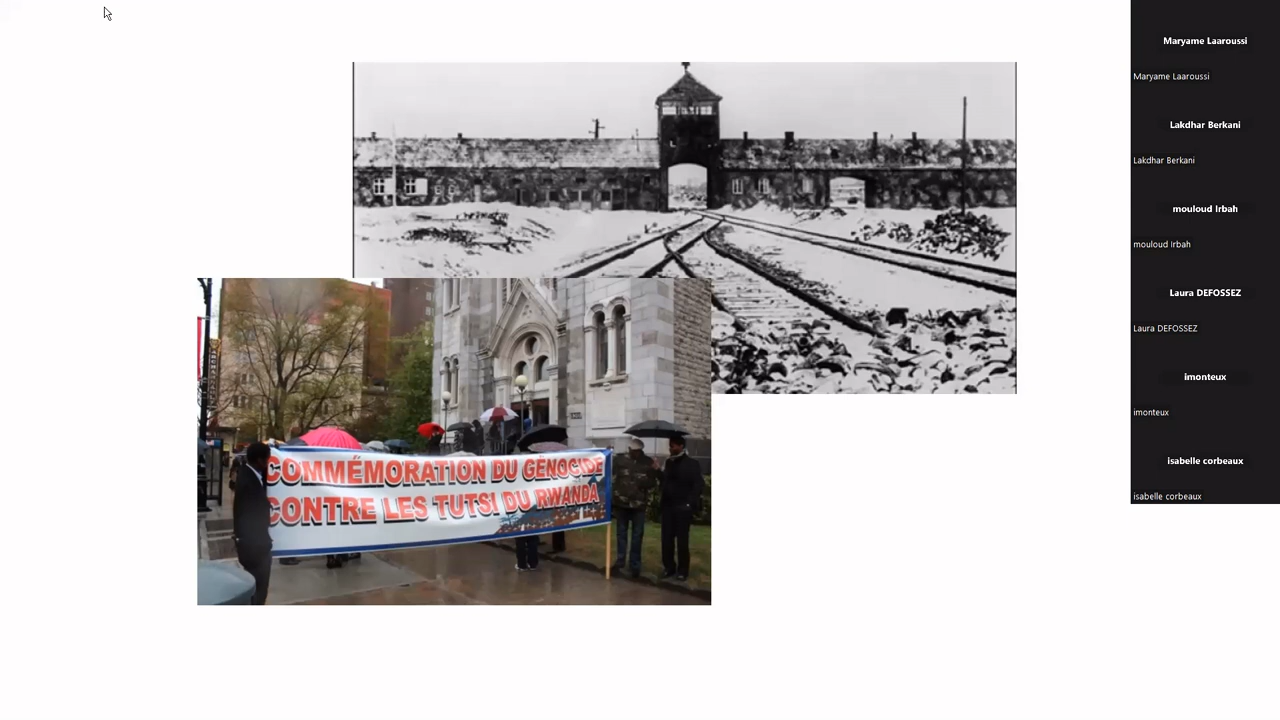 COMMÉMORATION DU GÉNOCIDE
CONTRE LES TUTSI DU RWANDA
Maryame Laaroussi
Maryame Laaroussi
Lakdhar Berkani
Lakdhar Berkani
mouloud Irbah
mouloud Irbah
Laura DEFOSSEZ
Laura DEFOSSEZ
imonteux
imonteux
isabelle corbeaux
isabelle corbeaux